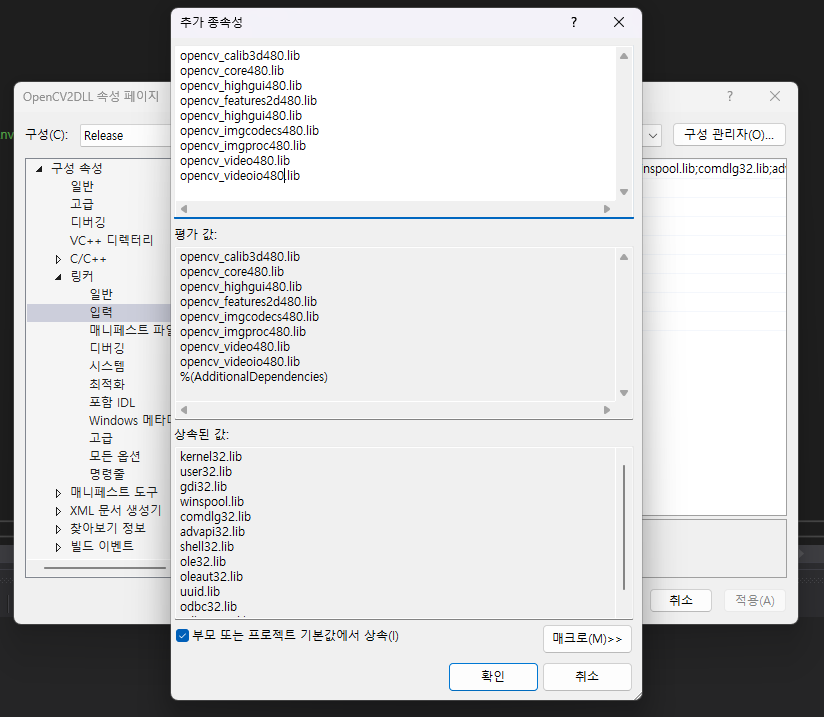 추가 종속성
?
opencv_calib3d480.lib
opencv_core480.lib
opencv_highgui480.lib
opencv_features2d480.lib
opencv_highgui480.lib
opencv_imgcodecs480.lib
opencv_imgproc480.lib
opencv_video480.lib
opencv_videoio480.lib
평가 값:
opencv_calib3d480.lib
opencv_core480.lib
opencv_highgui480.lib
opencv_features2d480.lib
opencv_imgcodecs480.lib
opencv_imgproc480.lib
opencv_video480.lib
opencv_videoio480.lib
%(AdditionalDependencies)
상속된 값:
kernel32.lib
user32.lib
gdi32.lib
winspool.lib
comdlg32.lib
advapi32.lib
shell32.lib
ole32.lib
oleaut32.lib
uuid.lib
odbc32.lib
부모 또는 프로젝트 기본값에서 상속(I)
매크로(M)>>
확인
취소
OpenCV2DLL 속성 페이지
?
구성(C):
Release
구성 관리자(O)...
구성 속성
일반
고급
디버깅
VC++ 디렉터리
C/C++
링커
일반
입력
매니페스트 파일
디버깅
시스템
최적화
포함 IDL
Windows 메타
고급
모든 옵션
명령줄
매니페스트 도구
XML 문서 생성기
찾아보기 정보
빌드 이벤트
nspool.lib;comdlg32.lib;adv
취소
적용(A)